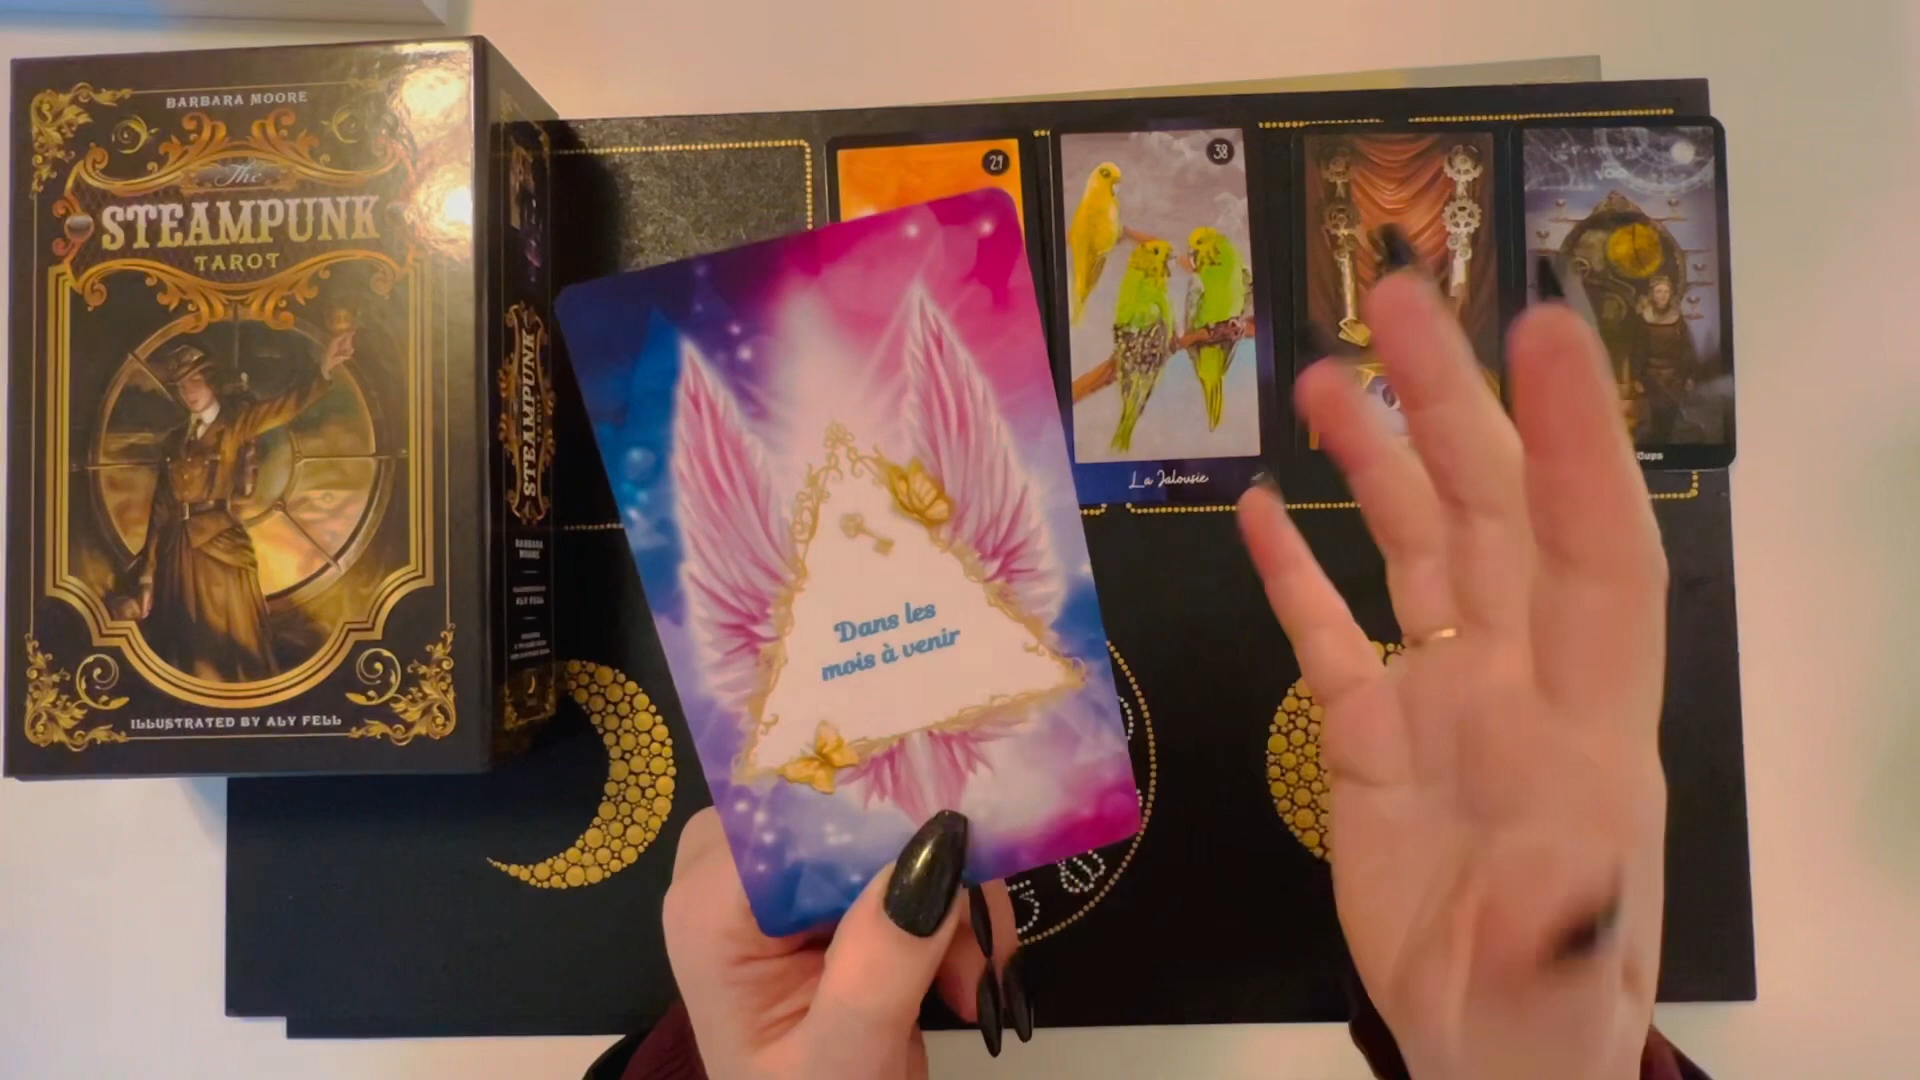 BARBARA MOORE
The
STEAMPUNK
TAROT
ILLUSTRATED BY ALY FELL
STEAMPUNK
TAROT
BARBARA
MOORE
ALY FELL
29
38
La Jalousie
Cups
Dans les
mois à venir